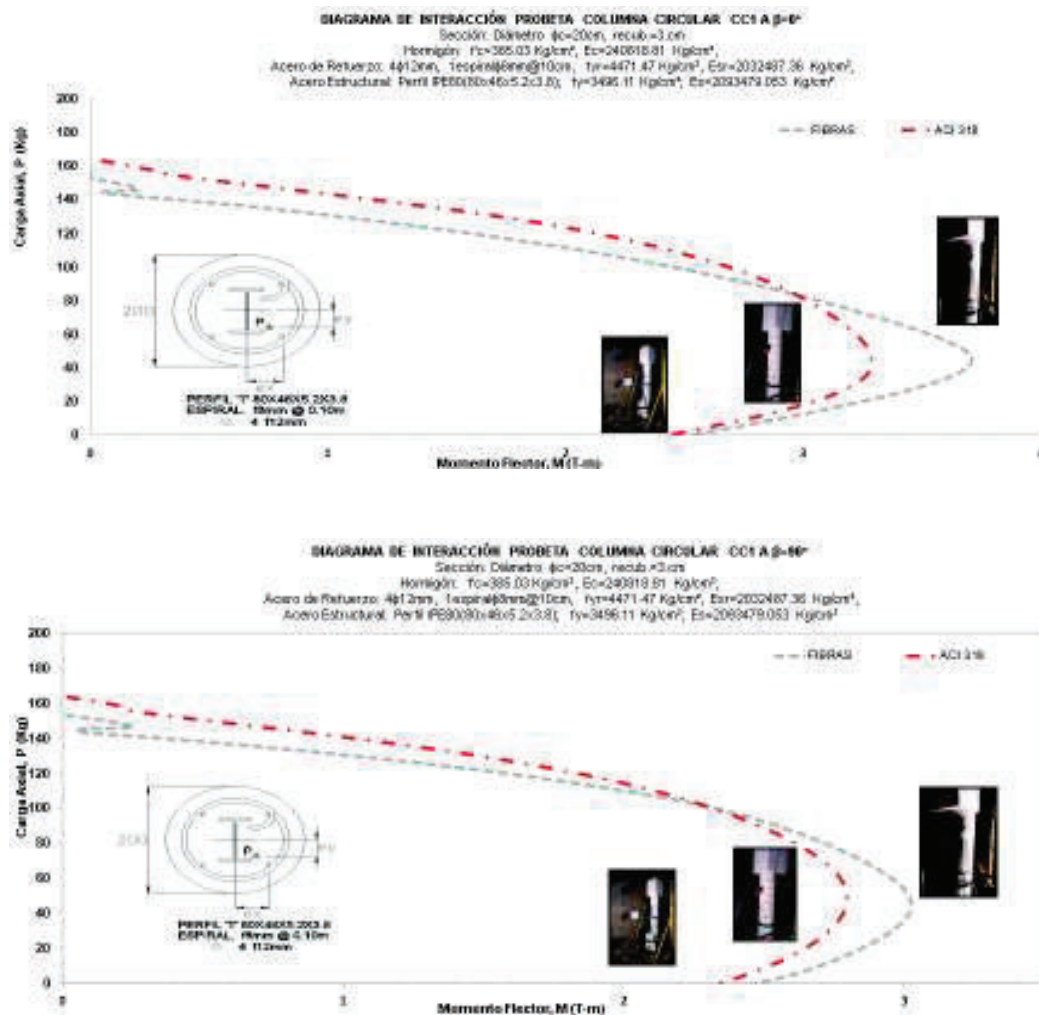 DIAGRAMA DE INTERACCIÓN PROBETA COLUMNA CIRCULAR CC1 A β=0°
Sección: Diámetro ϕc=20cm, recub.=3 cm
Hormigón: f'c=385.03 Kg/cm², Ec=240818.81 Kg/cm²,
Acero de Refuerzo: 4ϕ12mm, 1espiralϕ8mm@10cm, fyr=4471.47 Kg/cm², Esr=2032487.36 Kg/cm²,
Acero Estructural: Perfil IPE80(80x46x5.2x3.8); fy=3496.11 Kg/cm², Es=2093479.053 Kg/cm²
FIBRAS
ACI 318
Carga Axial, P (Kg)
200
180
160
140
120
100
80
60
40
20
0
200
P
PERFIL "I" 80X46X5.2X3.8
ESPIRAL f8mm @ 0.10m
4 f12mm
0
1
2
3
4
Momento Flector, M (T-m)
DIAGRAMA DE INTERACCIÓN PROBETA COLUMNA CIRCULAR CC1 A β=90°
Sección: Diámetro ϕc=20cm, recub.=3 cm
Hormigón: f'c=385.03 Kg/cm², Ec=240818.81 Kg/cm²,
Acero de Refuerzo: 4ϕ12mm, 1espiralϕ8mm@10cm, fyr=4471.47 Kg/cm², Esr=2032487.36 Kg/cm²,
Acero Estructural: Perfil IPE80(80x46x5.2x3.8); fy=3496.11 Kg/cm², Es=2093479.053 Kg/cm²
FIBRAS
ACI 318
Carga Axial, P (Kg)
200
180
160
140
120
100
80
60
40
20
0
200
P
PERFIL "I" 80X46X5.2X3.8
ESPIRAL f8mm @ 0.10m
4 f12mm
0
1
2
3
Momento Flector, M (T-m)